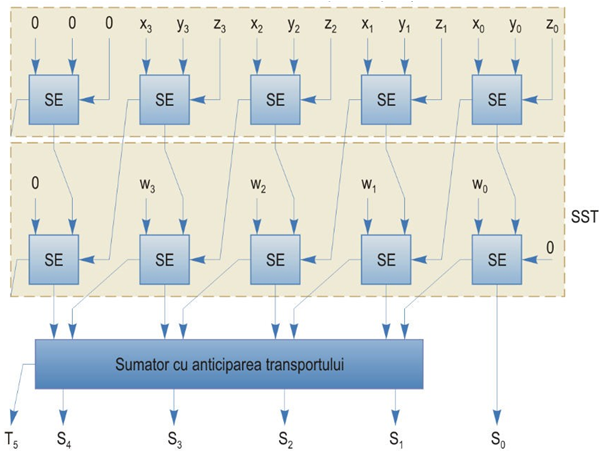 0 0 0 x3 y3 z3 x2 y2 z2 x1 y1 z1 x0 y0 z0
SE SE SE SE SE
0 w3 w2 w1 w0
SST
SE SE SE SE SE 0
Sumator cu anticiparea transportului
T5 S4 S3 S2 S1 S0